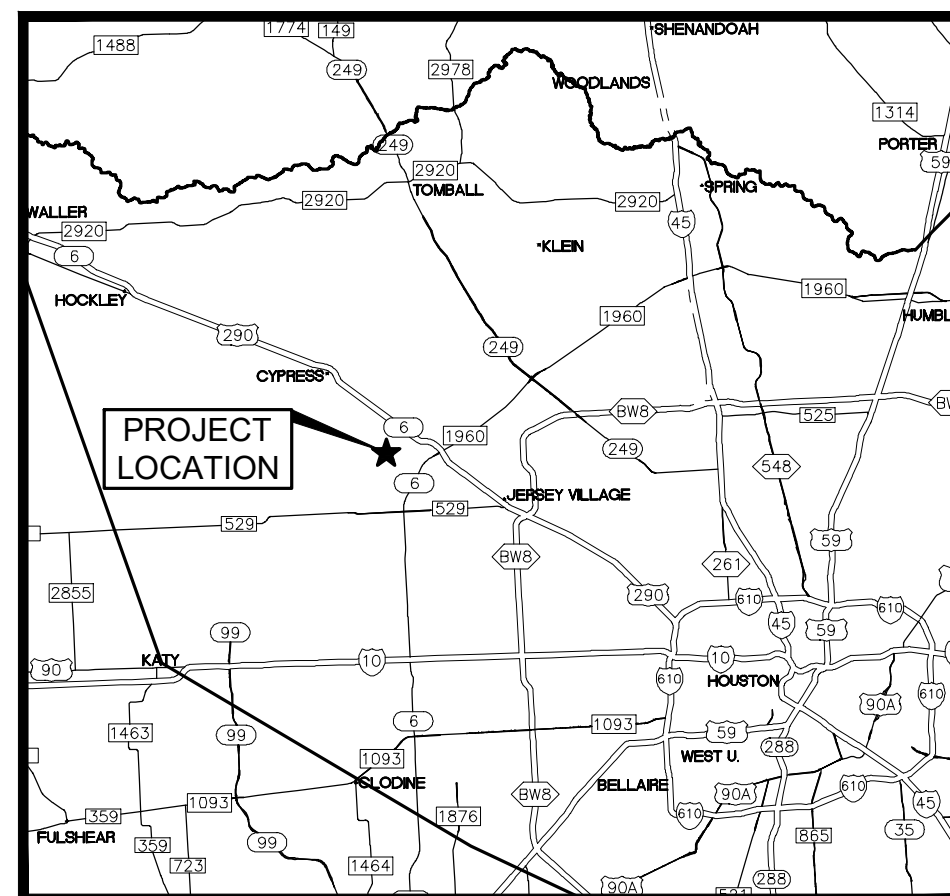 1774
149
SHENANDOAH
1488
249
2978
WOODLANDS
1314
249
PORTER
59
2920
TOMBALL
SPRING
2920
2920
WALLER
2920
45
KLEIN
6
HOCKLEY
1960
1960
290
249
CYPRESS
BW8
525
PROJECT
LOCATION
6
1960
249
548
6
JERSEY VILLAGE
529
529
59
BW8
261
2855
290
610
610
45
59
99
KATY
10
10
90
610
HOUSTON
610
90A
6
1093
1463
99
59
288
WEST U.
1093
CLODINE
BELLAIRE
90A
BW8
610
1093
45
359
1876
610
FULSHEAR
359
99
865
35
723
1464
288
90A